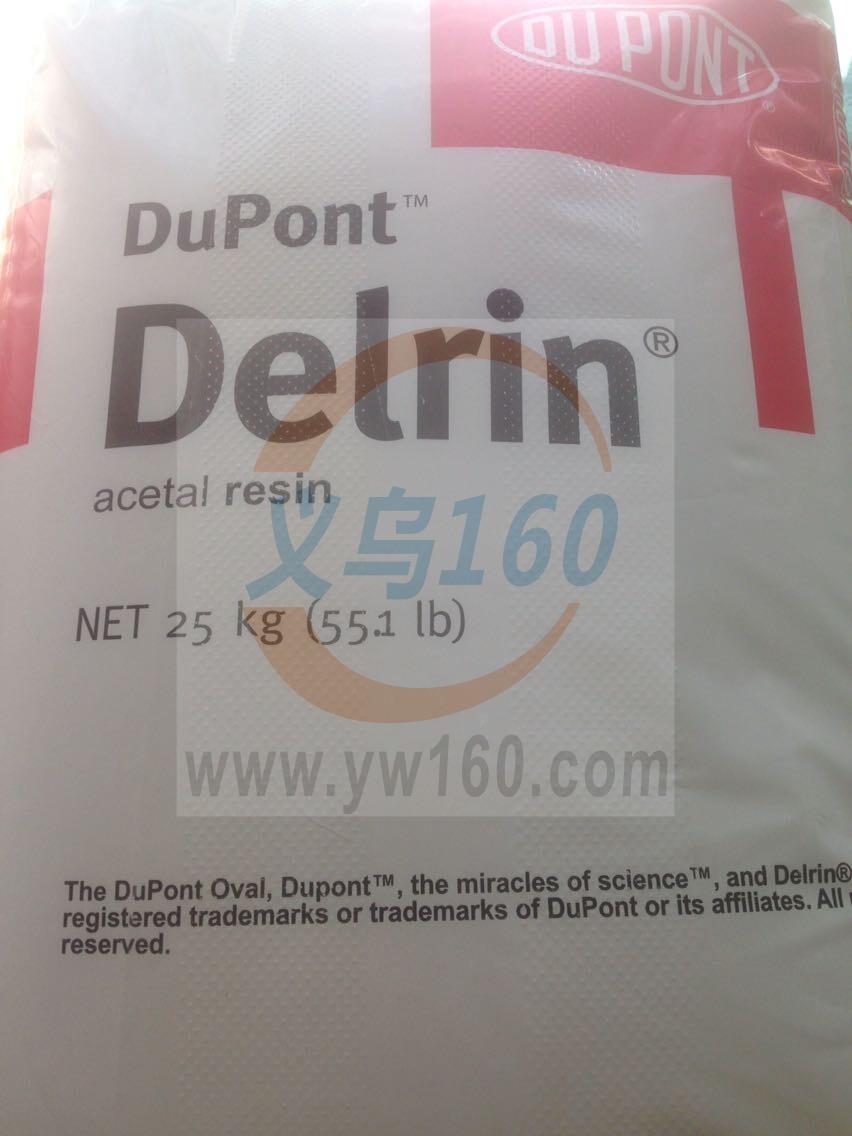 DU PONT
®
DuPont™
Delrin®
acetal resin
义乌160
NET 25 kg (55.1 lb)
www.yw160.com
The DuPont Oval, Dupont™, the miracles of science™, and Delrin®
registered trademarks or trademarks of DuPont or its affiliates. All
reserved.